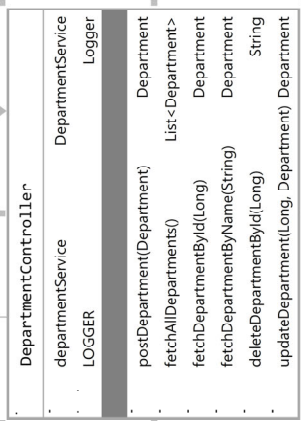 DepartmentController
departmentService DepartmentService
LOGGER Logger
postDepartment(Department) Department
fetchAllDepartments() List<Department>
fetchDepartmentById(Long) Department
fetchDepartmentByName(String) Department
deleteDepartmentById(Long) String
updateDepartment(Long, Department) Department